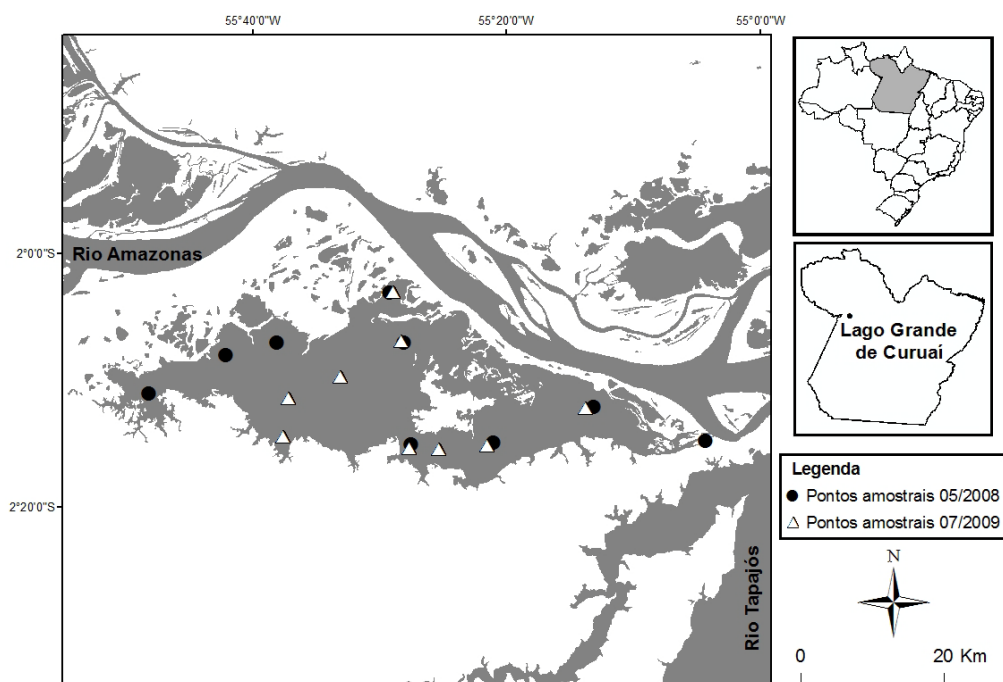 55°40'0"W
55°20'0"W
55°0'0"W
2°0'0"S
2°20'0"S
Rio Amazonas
Rio Tapajós
Lago Grande
de Curuaí
Legenda
Pontos amostrais 05/2008
Pontos amostrais 07/2009
N
0 20 Km